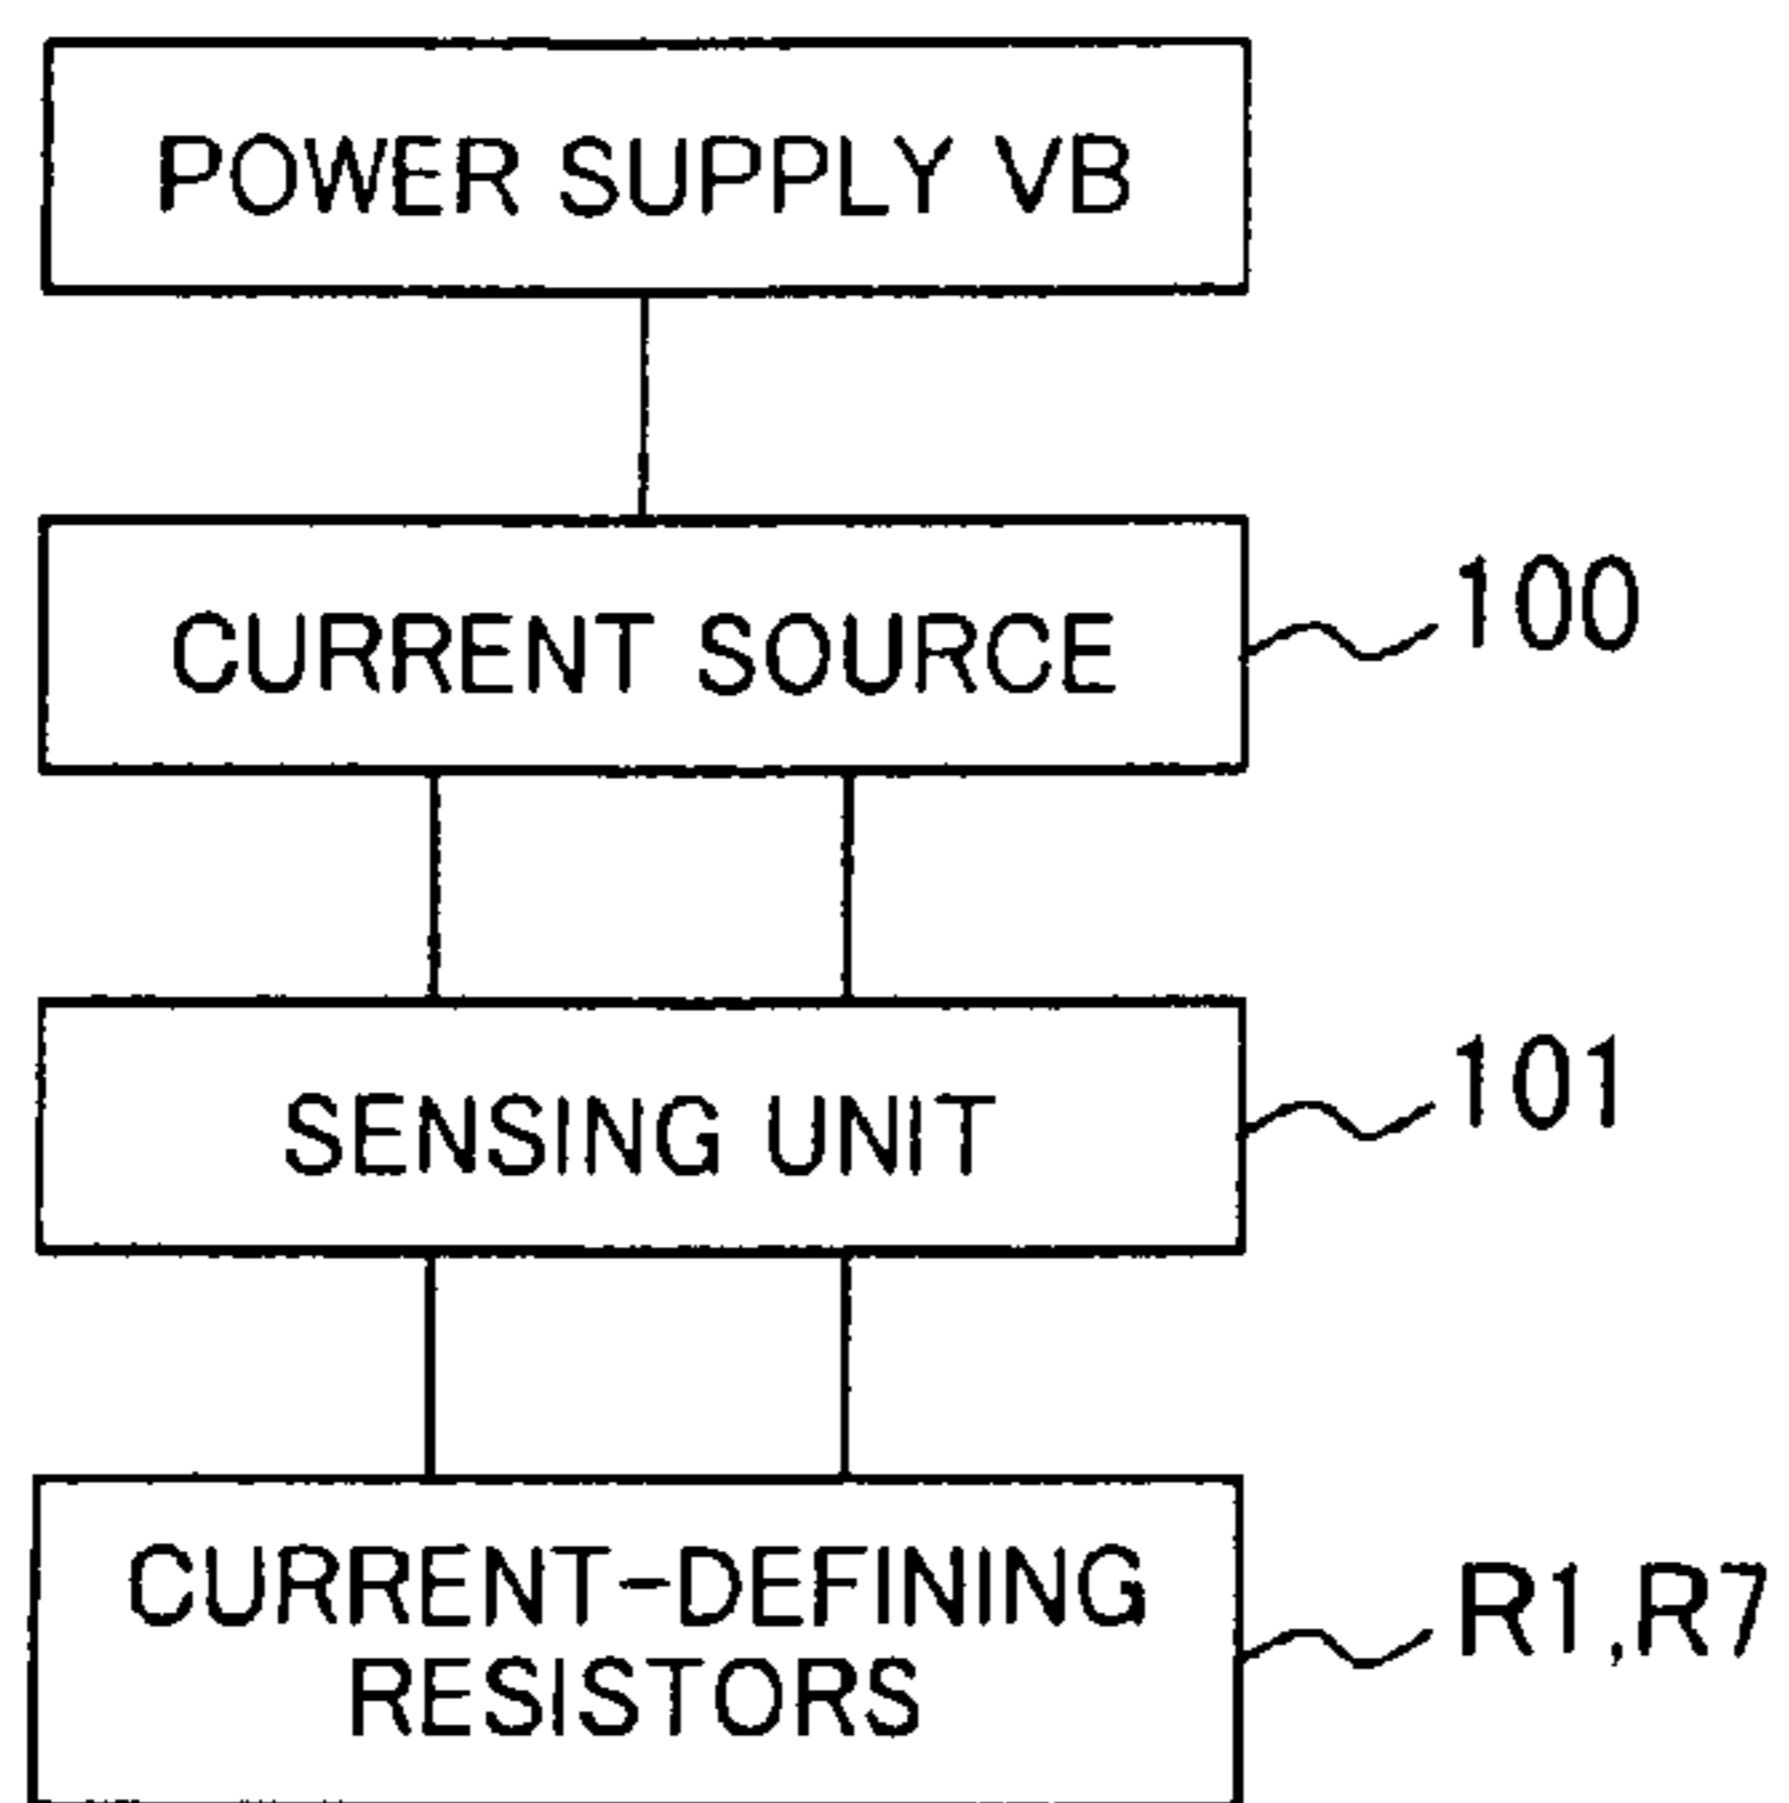 POWER SUPPLY VB
CURRENT SOURCE
100
SENSING UNIT
101
CURRENT-DEFINING
RESISTORS
R1,R7